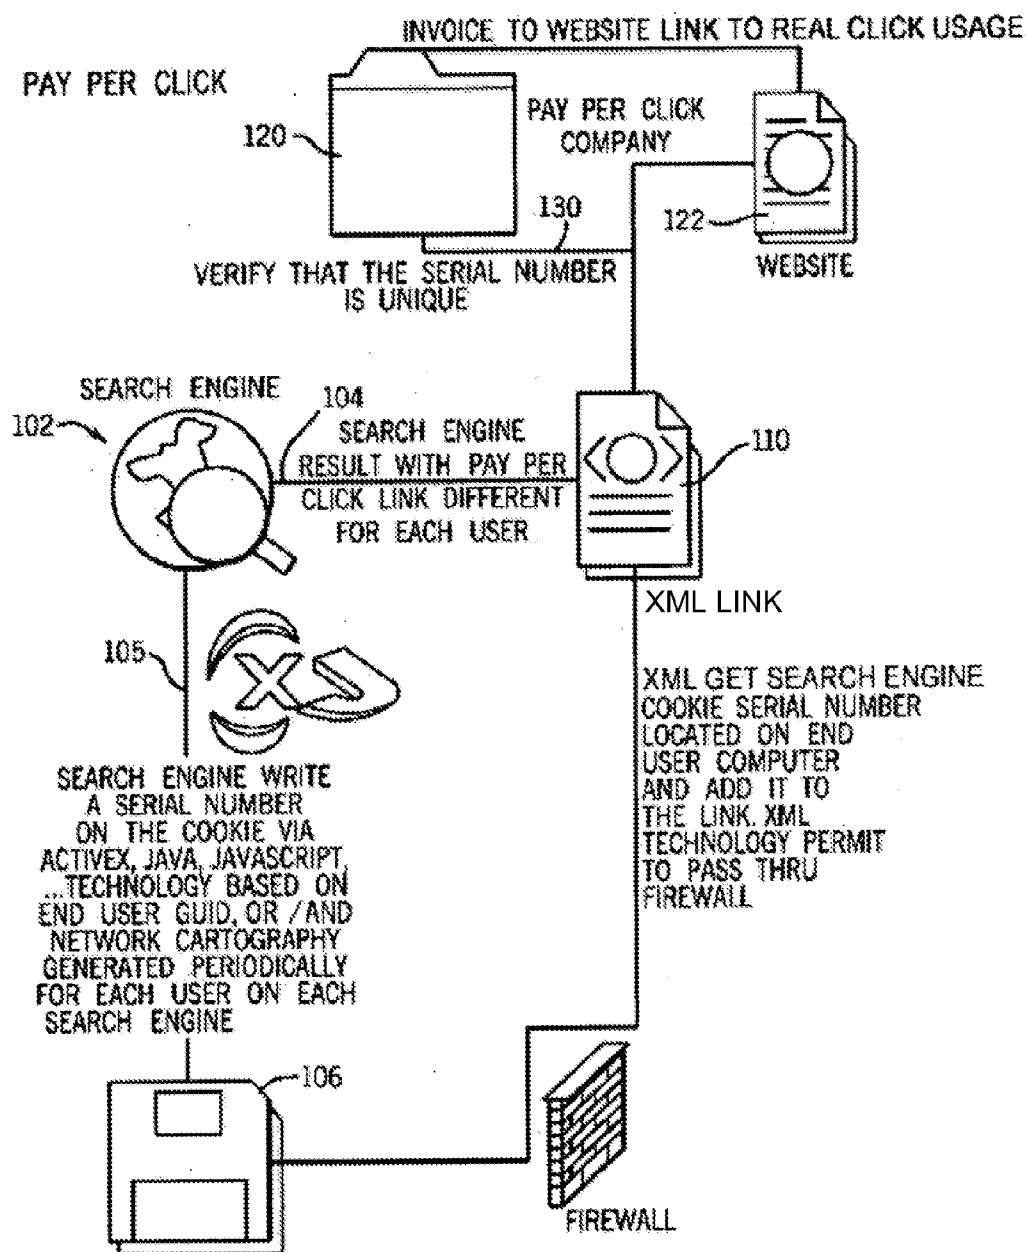 INVOICE TO WEBSITE LINK TO REAL CLICK USAGE
PAY PER CLICK
120
PAY PER CLICK
COMPANY
130
122
WEBSITE
VERIFY THAT THE SERIAL NUMBER
IS UNIQUE
SEARCH ENGINE
102
104
SEARCH ENGINE
RESULT WITH PAY PER
CLICK LINK DIFFERENT
FOR EACH USER
110
XML LINK
105
X
XML GET SEARCH ENGINE
COOKIE SERIAL NUMBER
LOCATED ON END
USER COMPUTER
AND ADD IT TO
THE LINK. XML
TECHNOLOGY PERMIT
TO PASS THRU
FIREWALL
SEARCH ENGINE WRITE
A SERIAL NUMBER
ON THE COOKIE VIA
ACTIVEX, JAVA, JAVASCRIPT,
...TECHNOLOGY BASED ON
END USER GUID, OR /AND
NETWORK CARTOGRAPHY
GENERATED PERIODICALLY
FOR EACH USER ON EACH
SEARCH ENGINE
106
FIREWALL